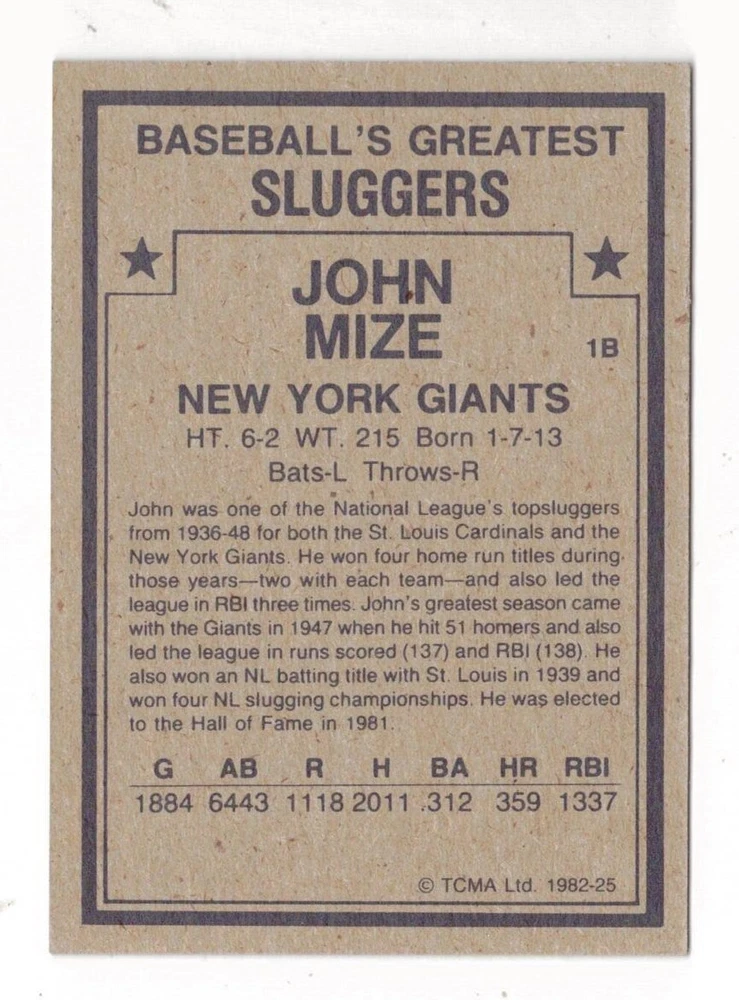 BASEBALL'S GREATEST
SLUGGERS
JOHN
MIZE
1B
NEW YORK GIANTS
HT. 6-2 WT. 215 Born 1-7-13
Bats-L Throws-R
John was one of the National League's topsluggers
from 1936-48 for both the St. Louis Cardinals and the
New York Giants. He won four home run titles during
those years—two with each team—and also led the
league in RBI three times. John's greatest season came
with the Giants in 1947 when he hit 51 homers and also
led the league in runs scored (137) and RBI (138). He
also won an NL batting title with St. Louis in 1939 and
won four NL slugging championships. He was elected
to the Hall of Fame in 1981.
G AB R H BA HR RBI
1884 6443 1118 2011 .312 359 1337
© TCMA Ltd. 1982-25